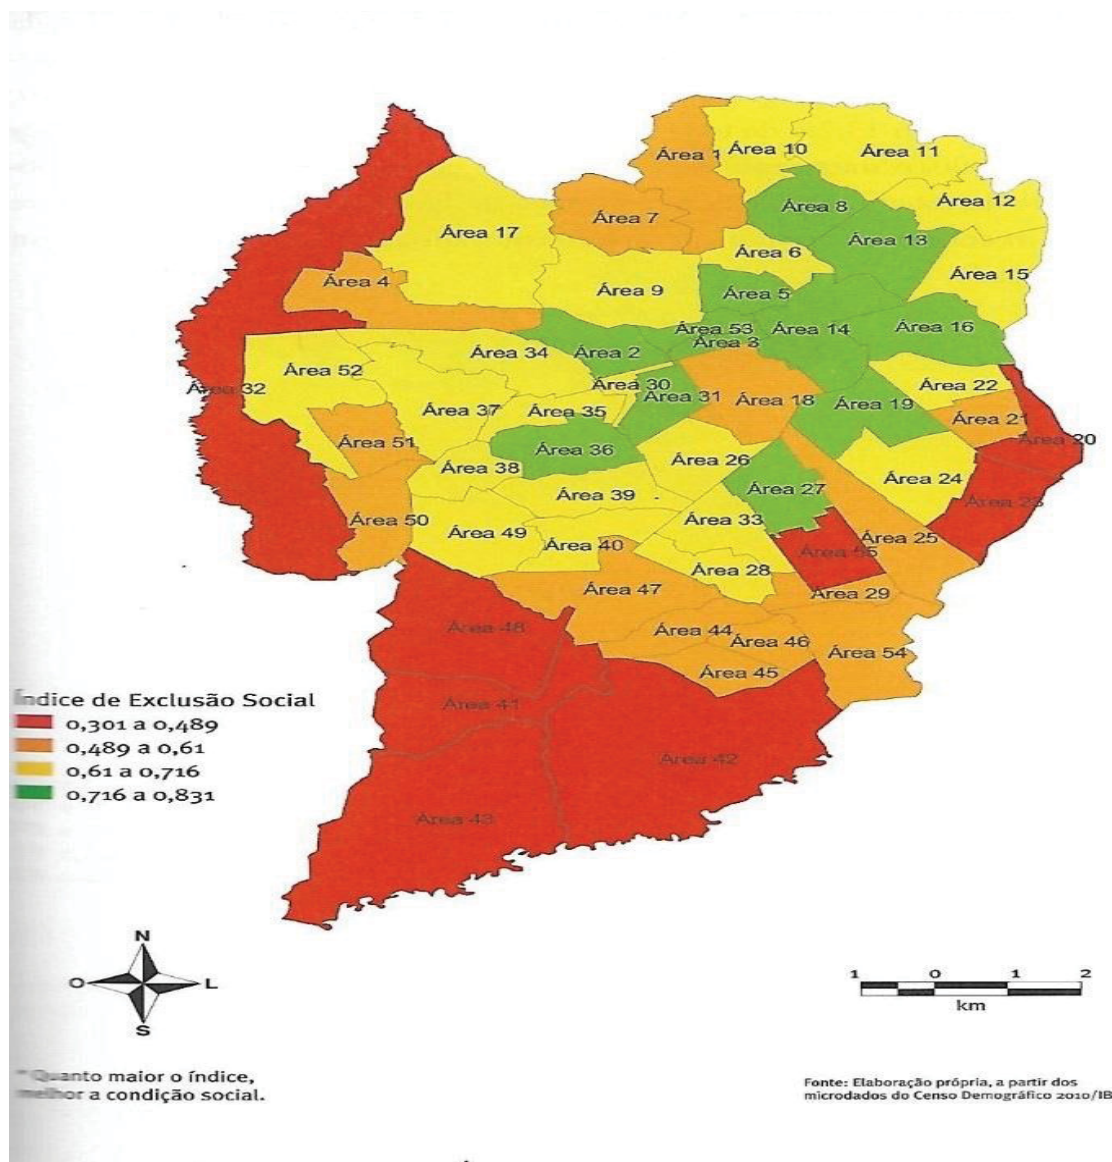 Área 1
Área 10
Área 11
Área 7
Área 8
Área 12
Área 17
Área 13
Área 6
Área 15
Área 4
Área 9
Área 5
Área 53
Área 14
Área 16
Área 3
Área 34
Área 2
Área 52
Área 32
Área 30
Área 22
Área 31
Área 18
Área 19
Área 37
Área 35
Área 21
Área 20
Área 51
Área 36
Área 26
Área 38
Área 24
Área 39
Área 27
Área 23
Área 50
Área 33
Área 49
Área 40
Área 25
Área 55
Área 28
Área 47
Área 29
Área 48
Área 44
Área 46
Área 54
Área 45
Área 41
Área 42
Área 43
Índice de Exclusão Social
0,301 a 0,489
0,489 a 0,61
0,61 a 0,716
0,716 a 0,831
N
O
L
S
1 0 1 2
km
* Quanto maior o índice,
melhor a condição social.
Fonte: Elaboração própria, a partir dos
microdados do Censo Demográfico 2010/IB